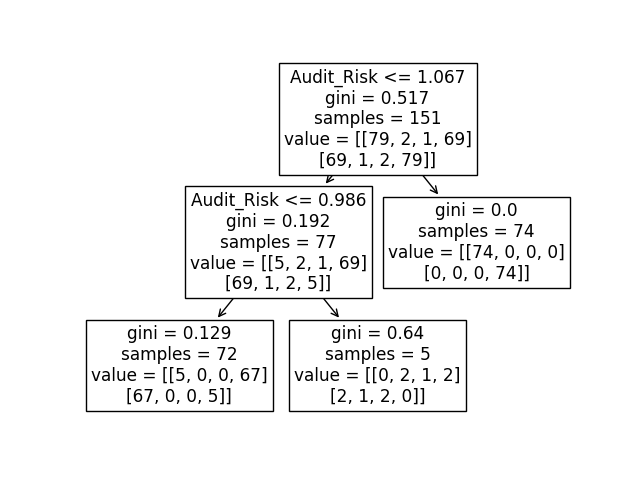 Audit_Risk <= 1.067
gini = 0.517
samples = 151
value = [[79, 2, 1, 69]
[69, 1, 2, 79]]
Audit_Risk <= 0.986
gini = 0.192
samples = 77
value = [[5, 2, 1, 69]
[69, 1, 2, 5]]
gini = 0.0
samples = 74
value = [[74, 0, 0, 0]
[0, 0, 0, 74]]
gini = 0.129
samples = 72
value = [[5, 0, 0, 67]
[67, 0, 0, 5]]
gini = 0.64
samples = 5
value = [[0, 2, 1, 2]
[2, 1, 2, 0]]